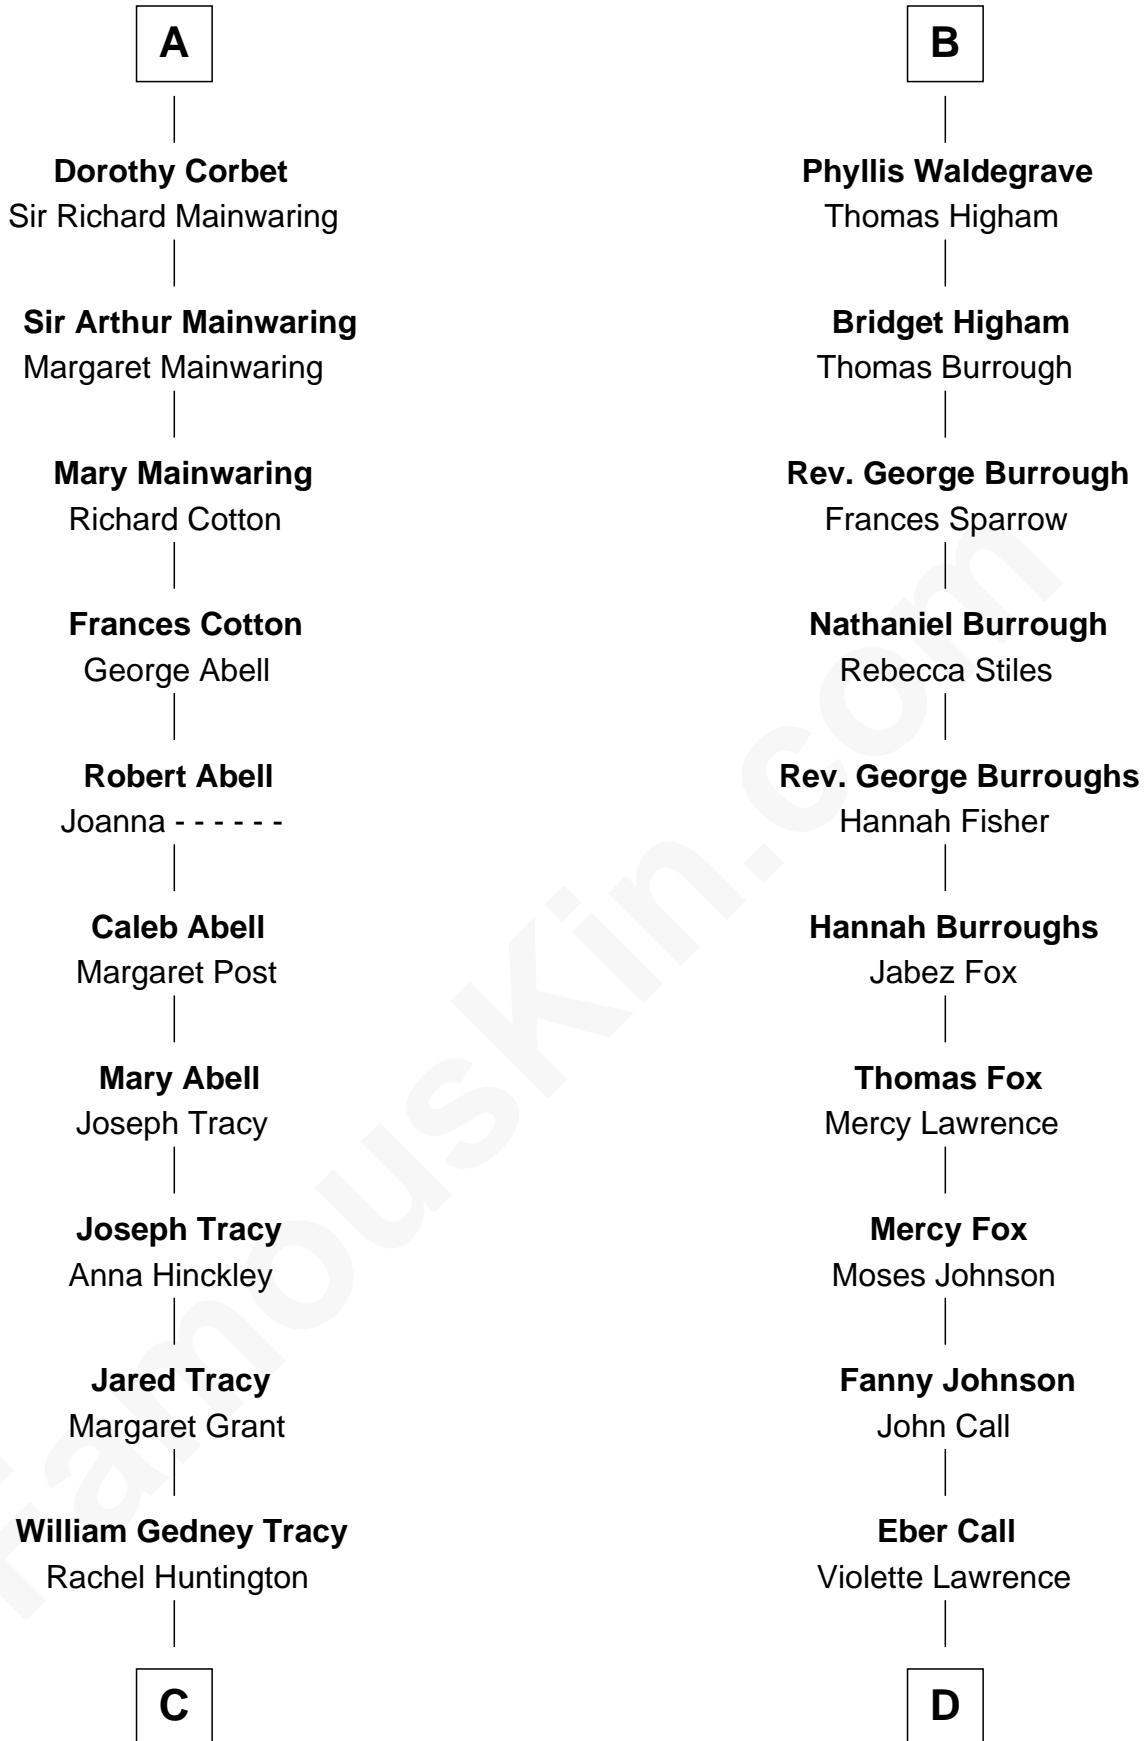 A
Dorothy Corbet
Sir Richard Mainwaring
Sir Arthur Mainwaring
Margaret Mainwaring
Mary Mainwaring
Richard Cotton
Frances Cotton
George Abell
Robert Abell
Joanna - - - - - -
Caleb Abell
Margaret Post
Mary Abell
Joseph Tracy
Joseph Tracy
Anna Hinckley
Jared Tracy
Margaret Grant
William Gedney Tracy
Rachel Huntington
C
B
Phyllis Waldegrave
Thomas Higham
Bridget Higham
Thomas Burrough
Rev. George Burrough
Frances Sparrow
Nathaniel Burrough
Rebecca Stiles
Rev. George Burroughs
Hannah Fisher
Hannah Burroughs
Jabez Fox
Thomas Fox
Mercy Lawrence
Mercy Fox
Moses Johnson
Fanny Johnson
John Call
Eber Call
Violette Lawrence
D
FamousKin.com